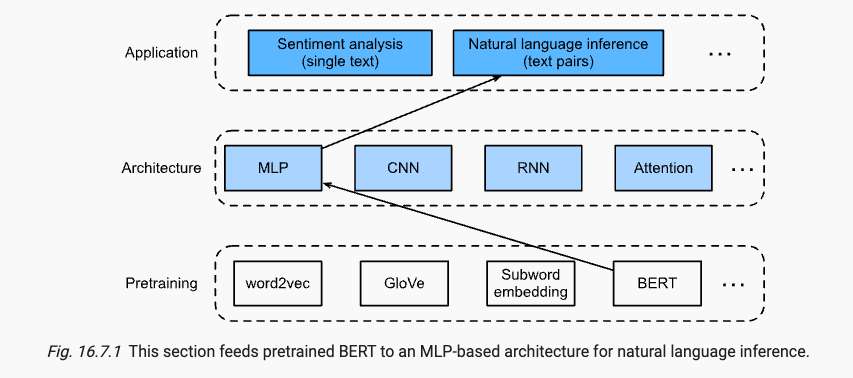 Application
Sentiment analysis
(single text)
Natural language inference
(text pairs)
...
Architecture
MLP
CNN
RNN
Attention
...
Pretraining
word2vec
GloVe
Subword
embedding
BERT
...
Fig. 16.7.1 This section feeds pretrained BERT to an MLP-based architecture for natural language inference.